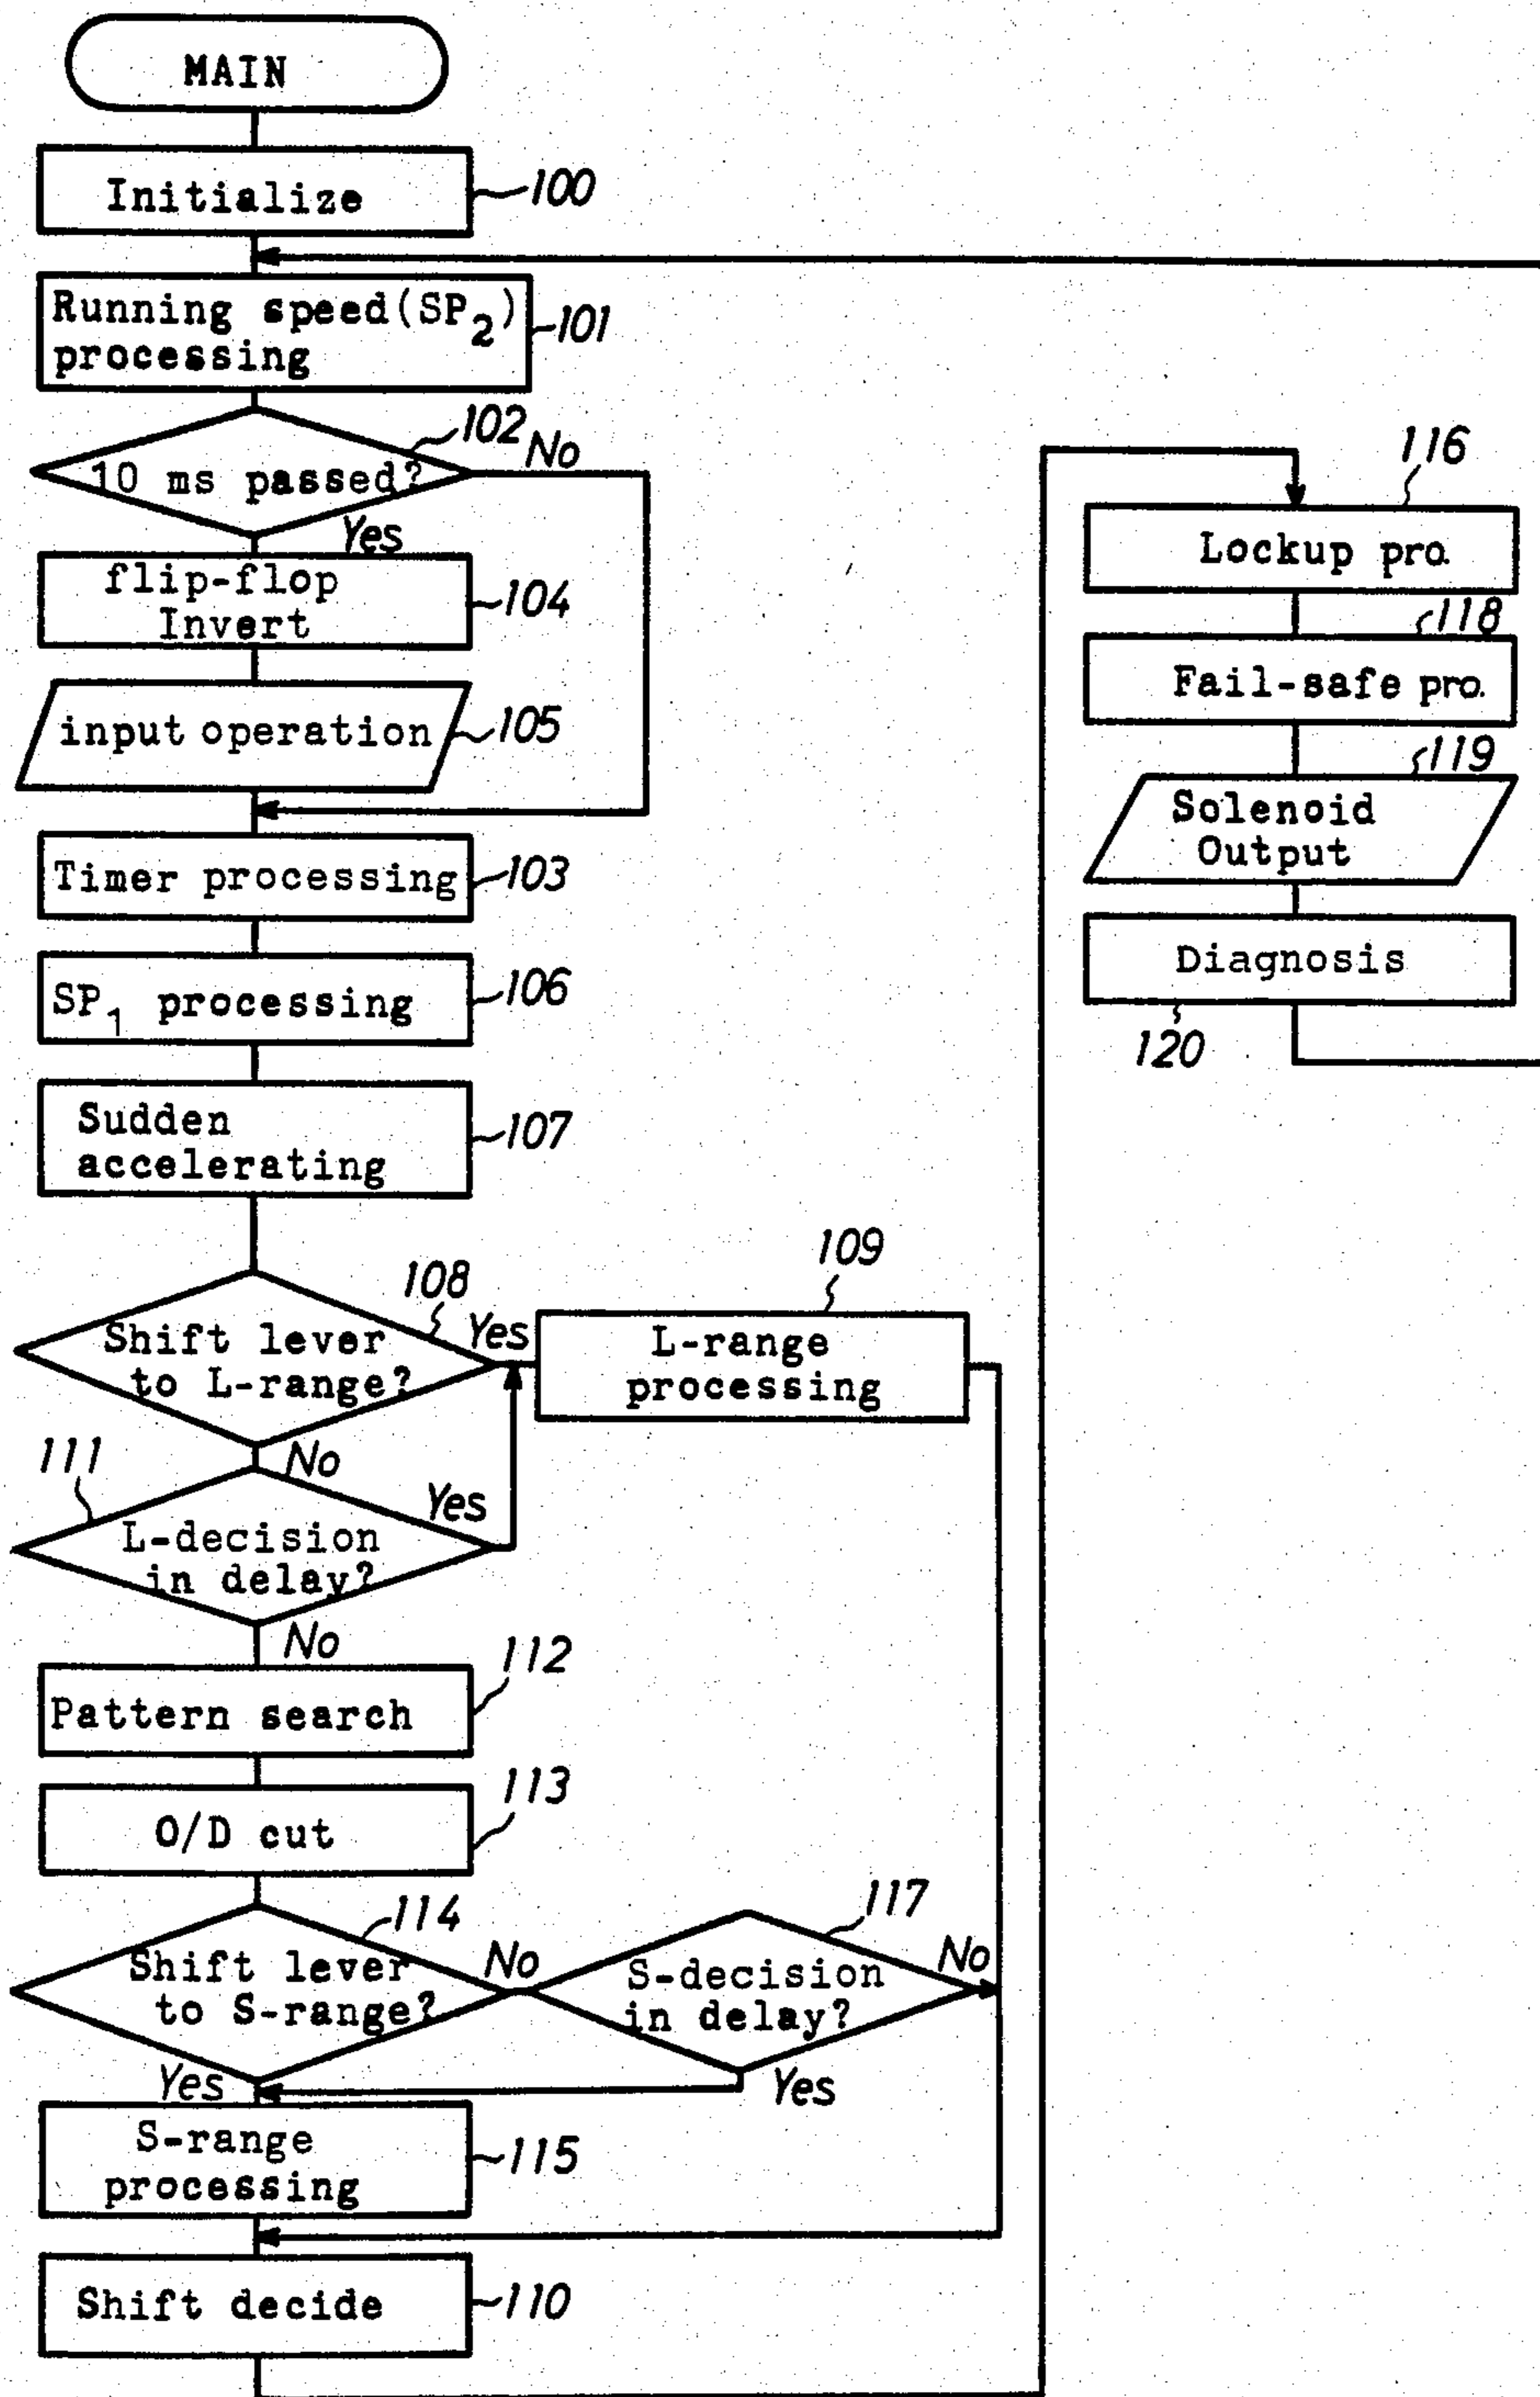 MAIN
Initialize
100
Running speed(SP2)
processing
101
102
10 ms passed?
No
Yes
flip-flop
Invert
104
input operation
105
Timer processing
103
SP1 processing
106
Sudden
accelerating
107
108
Shift lever
to L-range?
Yes
109
L-range
processing
No
111
L-decision
in delay?
Yes
No
Pattern search
112
O/D cut
113
114
Shift lever
to S-range?
No
117
S-decision
in delay?
No
Yes
Yes
S-range
processing
115
Shift decide
110
116
Lockup pro.
118
Fail-safe pro.
119
Solenoid
Output
Diagnosis
120